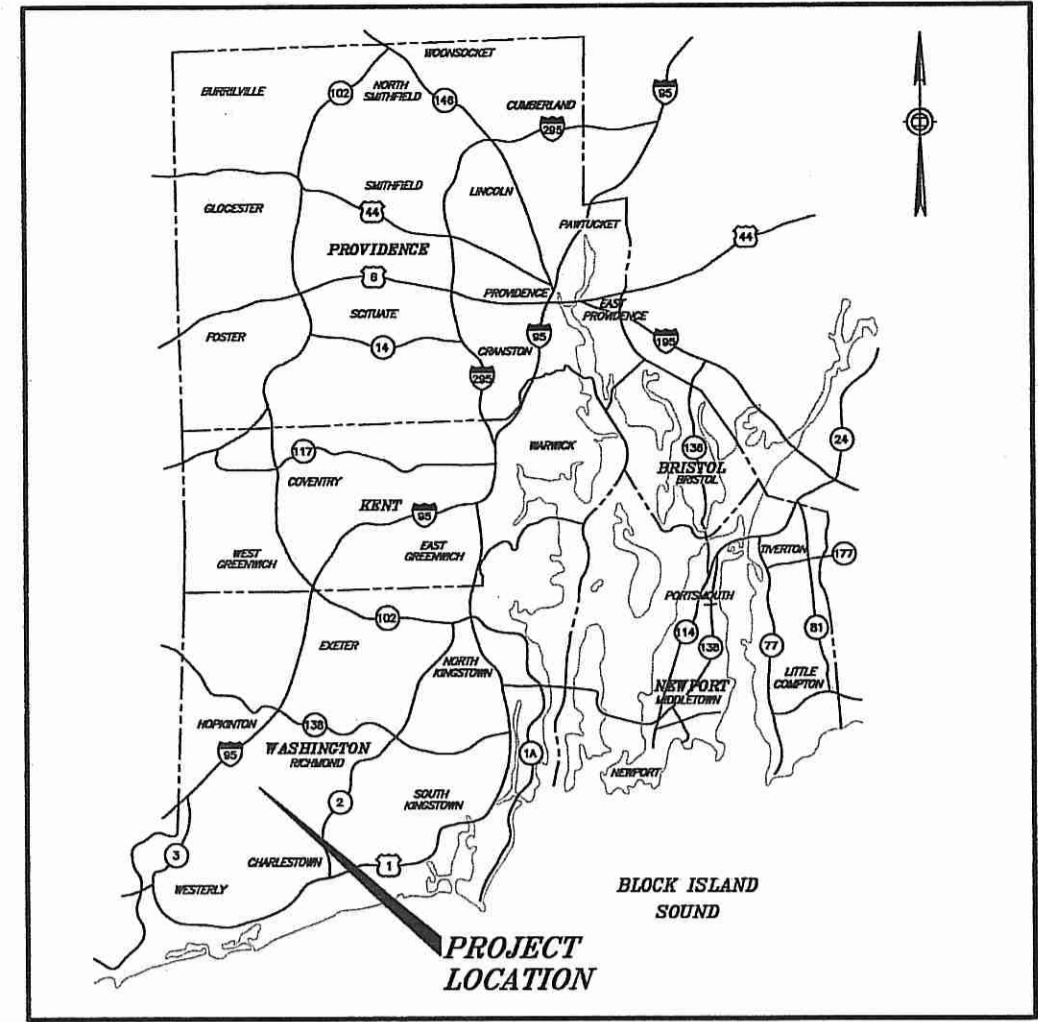 WOONSOCKET
BURRILVILLE
102
NORTH
SMITHFIELD
146
95
CUMBERLAND
295
SMITHFIELD
LINCOLN
GLOCESTER
44
PAWTUCKET
44
PROVIDENCE
6
PROVIDENCE
EAST
PROVIDENCE
SCITUATE
FOSTER
14
CRANSTON
95
195
295
24
117
WARWICK
138
BRISTOL
BRISTOL
COVENTRY
KENT
95
WEST
GREENWICH
EAST
GREENWICH
TIVERTON
177
PORTSMOUTH
102
114
138
77
81
EXETER
NORTH
KINGSTOWN
LITTLE
COMPTON
NEWPORT
MIDDLETOWN
HOPKINTON
138
95
WASHINGTON
RICHMOND
1A
NEWPORT
2
SOUTH
KINGSTOWN
3
CHARLESTOWN
1
WESTERLY
BLOCK ISLAND
SOUND
PROJECT
LOCATION